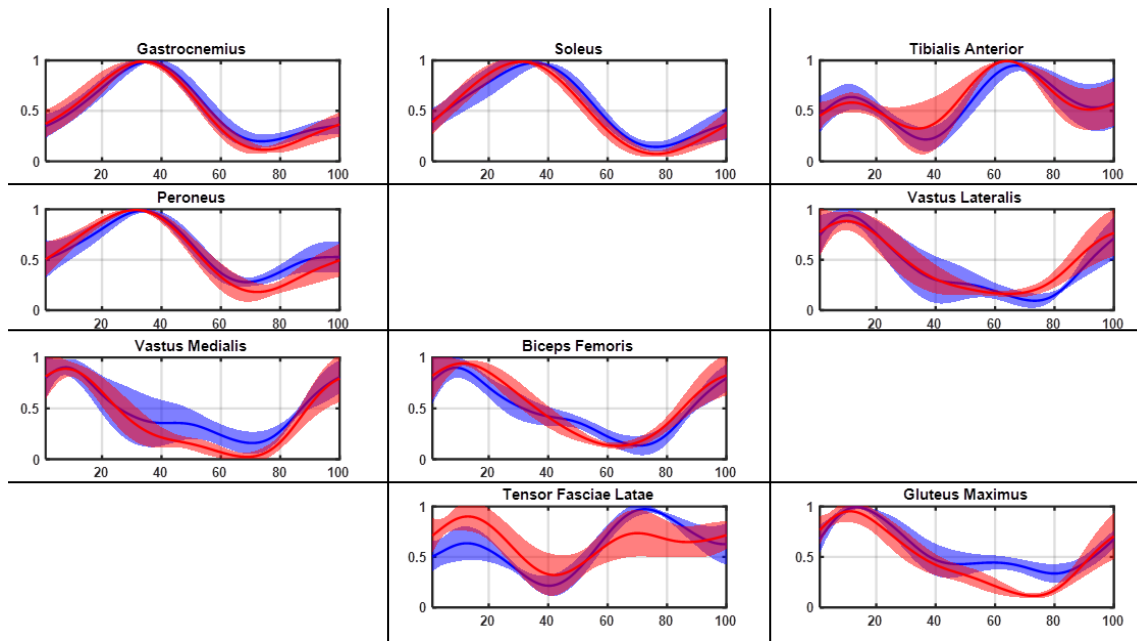 Gastrocnemius
1
0.5
0
20 40 60 80 100
Soleus
1
0.5
0
20 40 60 80 100
Tibialis Anterior
1
0.5
0
20 40 60 80 100
Peroneus
1
0.5
0
20 40 60 80 100
Vastus Lateralis
1
0.5
0
20 40 60 80 100
Vastus Medialis
1
0.5
0
20 40 60 80 100
Biceps Femoris
1
0.5
0
20 40 60 80 100
Tensor Fasciae Latae
1
0.5
0
20 40 60 80 100
Gluteus Maximus
1
0.5
0
20 40 60 80 100